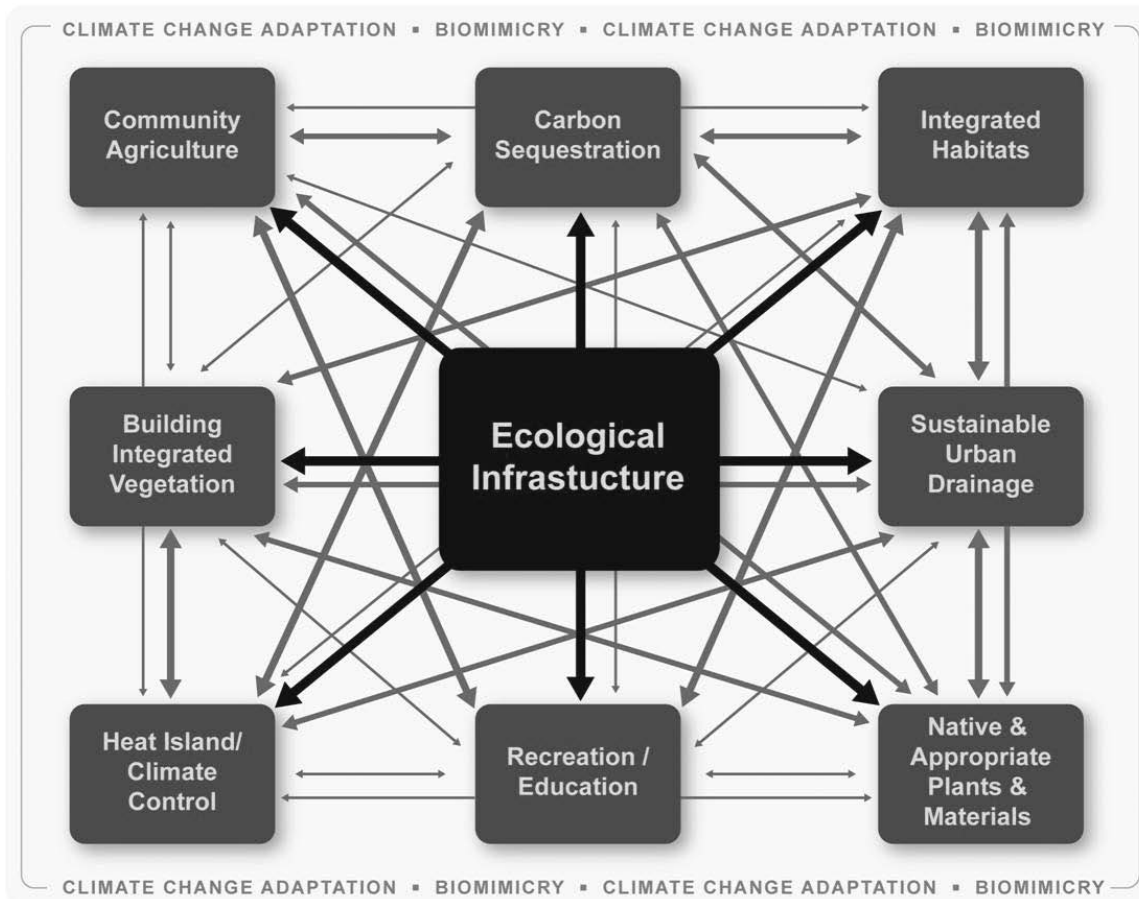 CLIMATE CHANGE ADAPTATION ▪ BIOMIMICRY ▪ CLIMATE CHANGE ADAPTATION ▪ BIOMIMICRY
Community
Agriculture
Carbon
Sequestration
Integrated
Habitats
Building
Integrated
Vegetation
Ecological
Infrastucture
Sustainable
Urban
Drainage
Heat Island/
Climate
Control
Recreation /
Education
Native &
Appropriate
Plants &
Materials
CLIMATE CHANGE ADAPTATION ▪ BIOMIMICRY ▪ CLIMATE CHANGE ADAPTATION ▪ BIOMIMICRY